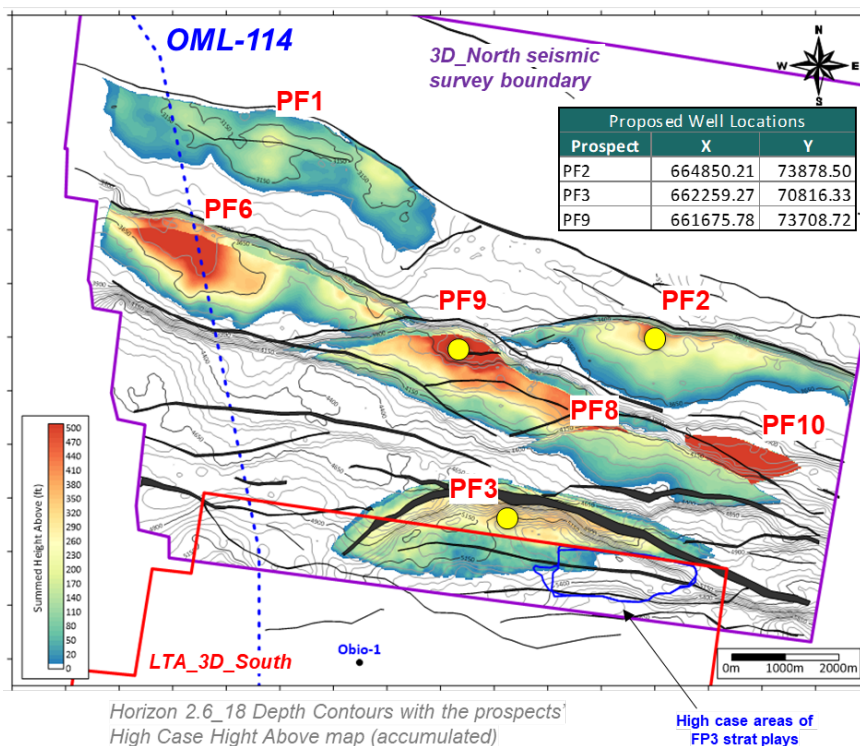 OML-114
3D_North seismic
survey boundary
N
W E
S
PF1
Proposed Well Locations
Prospect X Y
PF2 664850.21 73878.50
PF3 662259.27 70816.33
PF9 661675.78 73708.72
PF6
PF9
PF2
PF8
PF10
PF3
Summed Height Above (ft)
500
470
440
410
380
350
320
290
260
230
200
170
140
110
80
50
20
0
LTA_3D_South
Obio-1
0m 1000m 2000m
Horizon 2.6_18 Depth Contours with the prospects'
High Case Hight Above map (accumulated)
High case areas of
FP3 strat plays